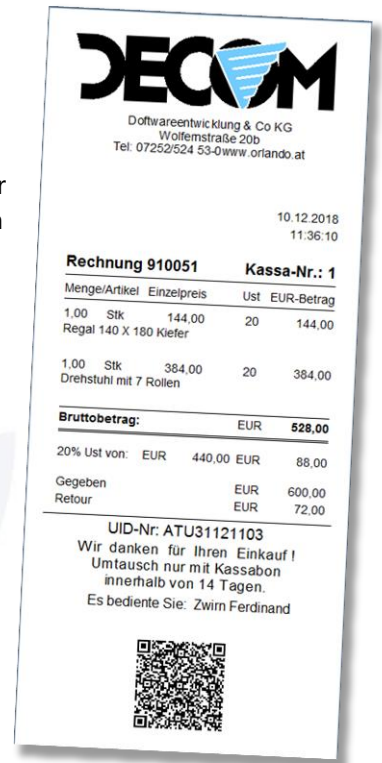 DECOM
Doftwareentwicklung & Co KG
Wolfernstraße 20b
Tel: 07252/524 53-0www.orlando.at
10.12.2018
11:36:10
Rechnung 910051 Kassa-Nr.: 1
Menge/Artikel Einzelpreis Ust EUR-Betrag
1,00 Stk 144,00 20 144,00
Regal 140 X 180 Kiefer
1,00 Stk 384,00 20 384,00
Drehstuhl mit 7 Rollen
Bruttobetrag: EUR 528,00
20% Ust von: EUR 440,00 EUR 88,00
Gegeben EUR 600,00
Retour EUR 72,00
UID-Nr: ATU31121103
Wir danken für Ihren Einkauf !
Umtausch nur mit Kassabon
innerhalb von 14 Tagen.
Es bediente Sie: Zwirn Ferdinand